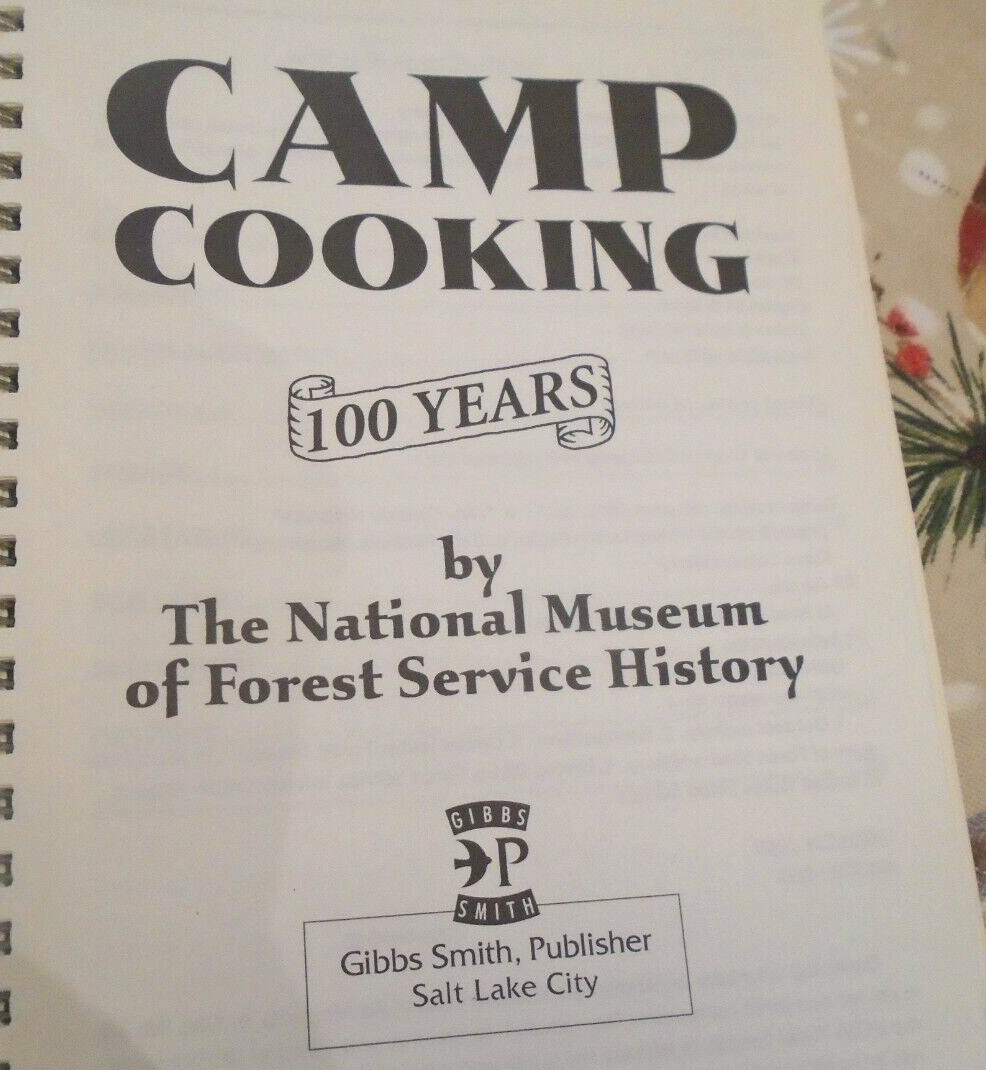 CAMP
COOKING
100 YEARS
by
The National Museum
of Forest Service History
GIBBS
P
SMITH
Gibbs Smith, Publisher
Salt Lake City